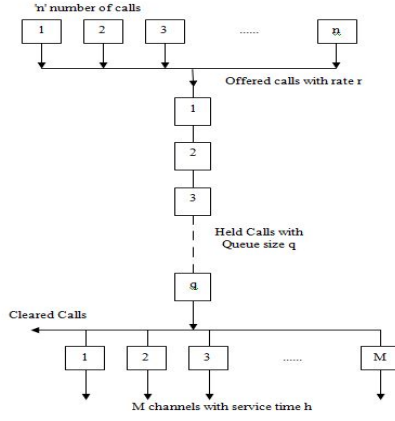 'n' number of calls
1 2 3 ...... n
Offered calls with rate r
1
2
3
Held Calls with
Queue size q
q
Cleared Calls
1 2 3 ...... M
M channels with service time h